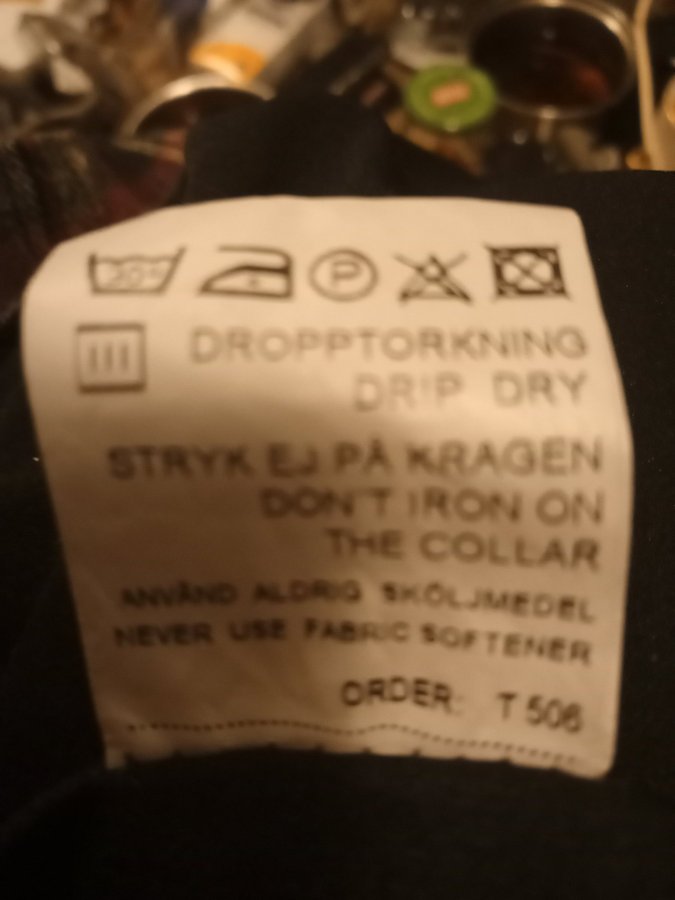 P
DROPPTORKNING
DRIP DRY
STRYK EJ PÅ KRAGEN
DON'T IRON ON
THE COLLAR
ANVÄND ALDRIG SKÖLJMEDEL
NEVER USE FABRIC SOFTENER
ORDER: T 506